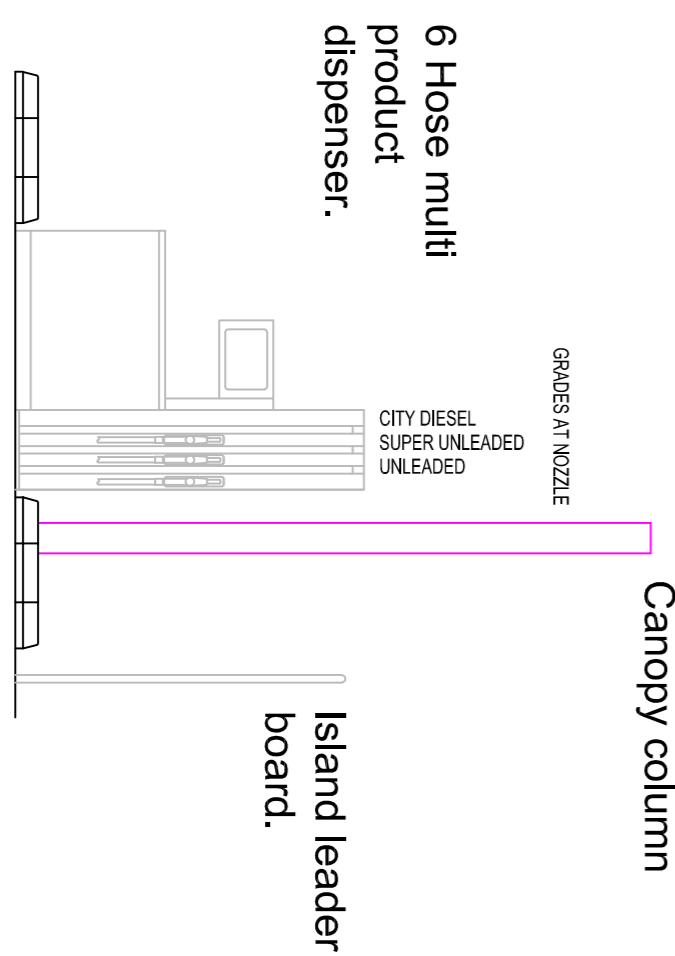 6 Hose multi
product
dispenser.
GRADES AT NOZZLE
CITY DIESEL
SUPER UNLEADED
UNLEADED
Canopy column
Island leader
board.